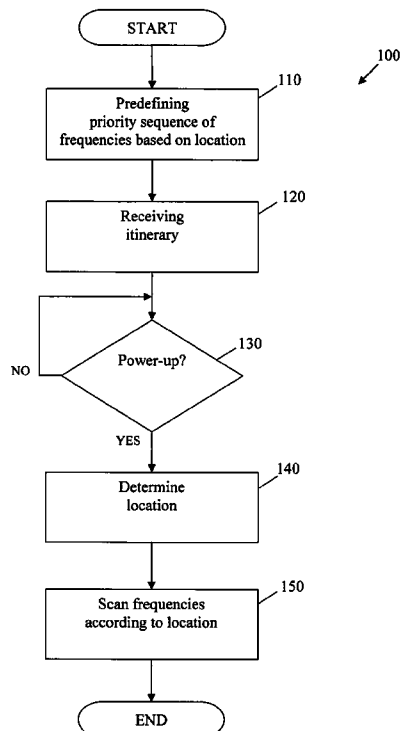 START
100
110
Predefining
priority sequence of
frequencies based on location
120
Receiving
itinerary
130
Power-up?
NO
YES
140
Determine
location
150
Scan frequencies
according to location
END